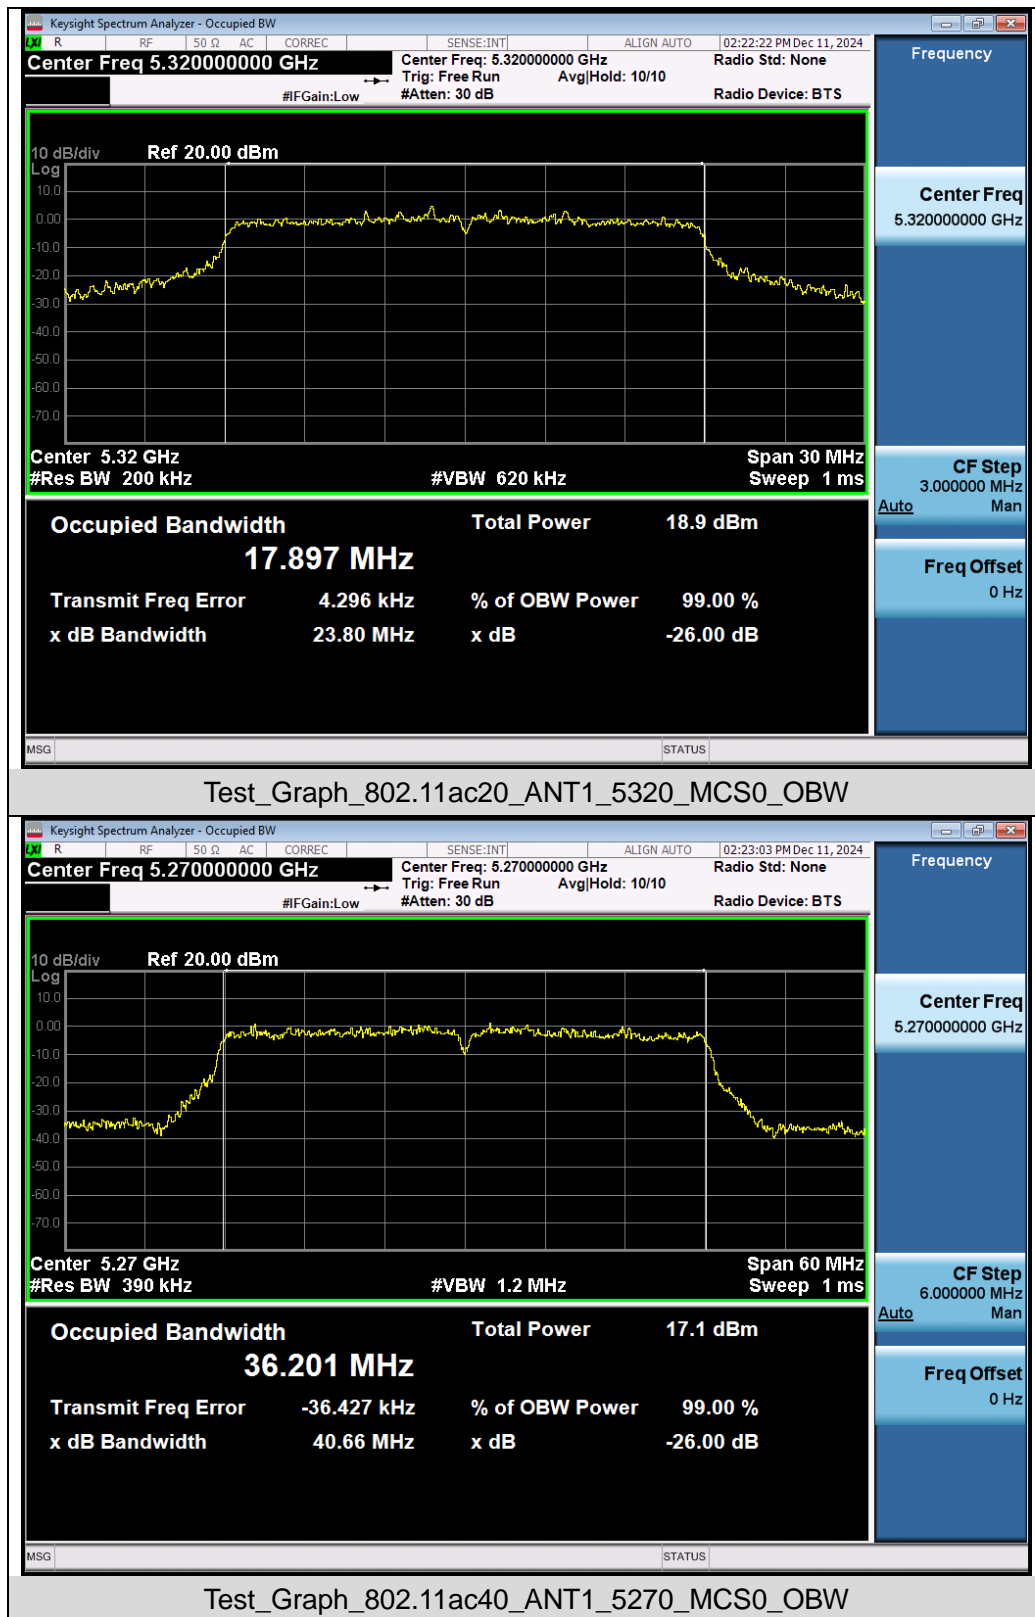 Keysight Spectrum Analyzer - Occupied BW
LXI R RF 50 Ω AC CORREC SENSE:INT ALIGN AUTO 02:22:22 PM Dec 11, 2024
Center Freq 5.320000000 GHz
Center Freq: 5.320000000 GHz
Radio Std: None
Trig: Free Run Avg|Hold: 10/10
#IFGain:Low
#Atten: 30 dB
Radio Device: BTS
Frequency
10 dB/div Ref 20.00 dBm
Log
10.0
0.00
-10.0
-20.0
-30.0
-40.0
-50.0
-60.0
-70.0
Center Freq
5.320000000 GHz
Center 5.32 GHz Span 30 MHz
#Res BW 200 kHz #VBW 620 kHz Sweep 1 ms
CF Step
3.000000 MHz
Auto Man
Occupied Bandwidth Total Power 18.9 dBm
17.897 MHz
Freq Offset
0 Hz
Transmit Freq Error 4.296 kHz % of OBW Power 99.00 %
x dB Bandwidth 23.80 MHz x dB -26.00 dB
MSG STATUS
Test_Graph_802.11ac20_ANT1_5320_MCS0_OBW
Keysight Spectrum Analyzer - Occupied BW
LXI R RF 50 Ω AC CORREC SENSE:INT ALIGN AUTO 02:23:03 PM Dec 11, 2024
Center Freq 5.270000000 GHz
Center Freq: 5.270000000 GHz
Radio Std: None
Trig: Free Run Avg|Hold: 10/10
#IFGain:Low
#Atten: 30 dB
Radio Device: BTS
Frequency
10 dB/div Ref 20.00 dBm
Log
10.0
0.00
-10.0
-20.0
-30.0
-40.0
-50.0
-60.0
-70.0
Center Freq
5.270000000 GHz
Center 5.27 GHz Span 60 MHz
#Res BW 390 kHz #VBW 1.2 MHz Sweep 1 ms
CF Step
6.000000 MHz
Auto Man
Occupied Bandwidth Total Power 17.1 dBm
36.201 MHz
Freq Offset
0 Hz
Transmit Freq Error -36.427 kHz % of OBW Power 99.00 %
x dB Bandwidth 40.66 MHz x dB -26.00 dB
MSG STATUS
Test_Graph_802.11ac40_ANT1_5270_MCS0_OBW